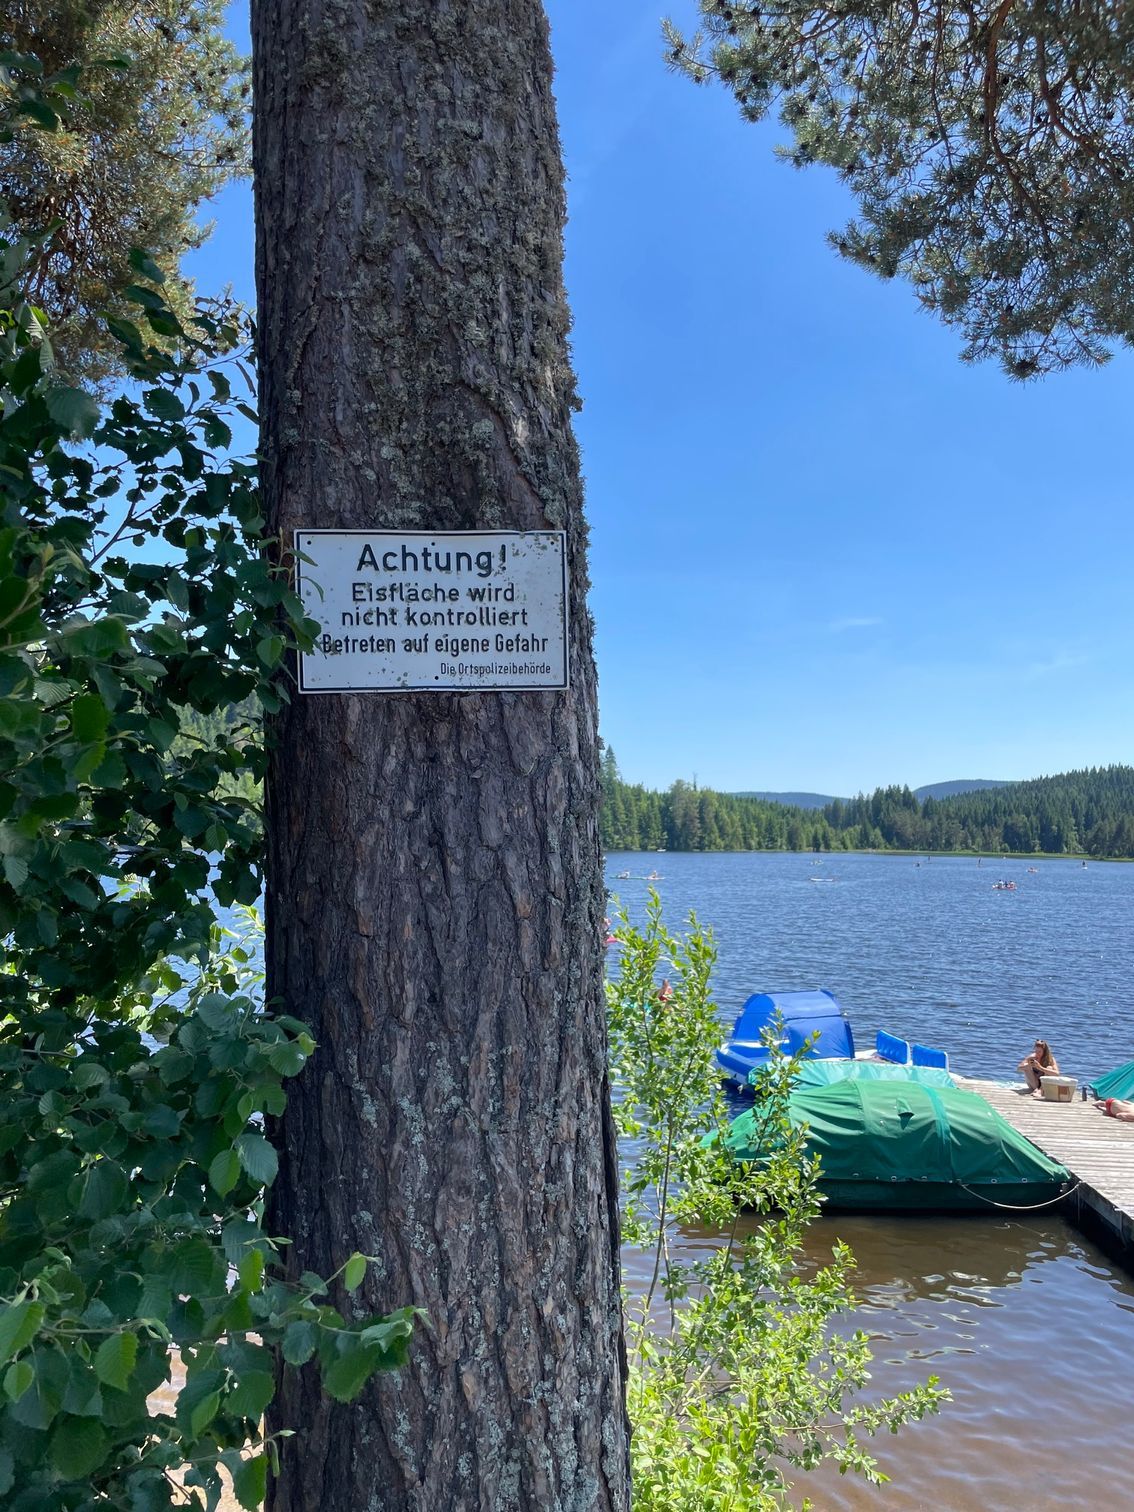 Achtung!
Eisfläche wird
nicht kontrolliert
Betreten auf eigene Gefahr
Die Ortspolizeibehörde